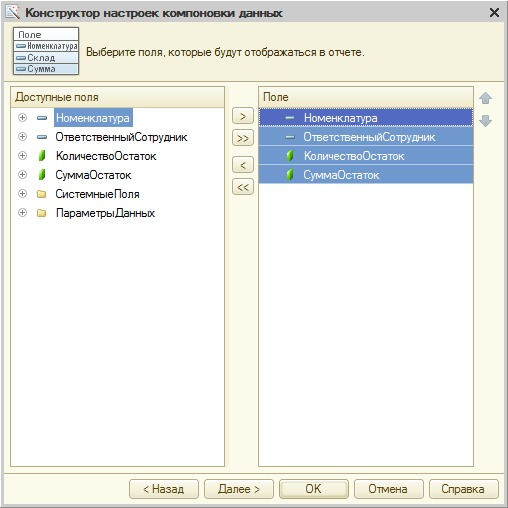 Конструктор настроек компоновки данных
Поле
Номенклатура
Склад
Сумма
Выберите поля, которые будут отображаться в отчете.
Доступные поля
Номенклатура
ОтветственныйСотрудник
КоличествоОстаток
СуммаОстаток
СистемныеПоля
ПараметрыДанных
>
>>
<
<<
Поле
Номенклатура
ОтветственныйСотрудник
КоличествоОстаток
СуммаОстаток
< Назад
Далее >
OK
Отмена
Справка